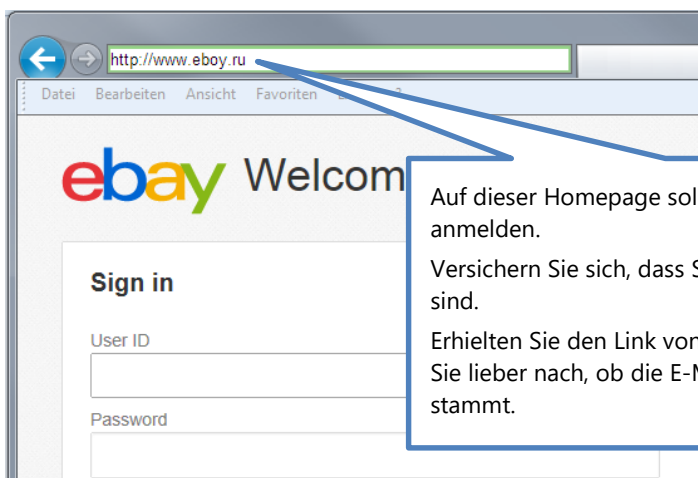 http://www.eboy.ru
Datei Bearbeiten Ansicht Favoriten
ebay Welcom
Auf dieser Homepage sol
anmelden.
Versichern Sie sich, dass S
sind.
Erhielten Sie den Link von
Sie lieber nach, ob die E-M
stammt.
Sign in
User ID
Password